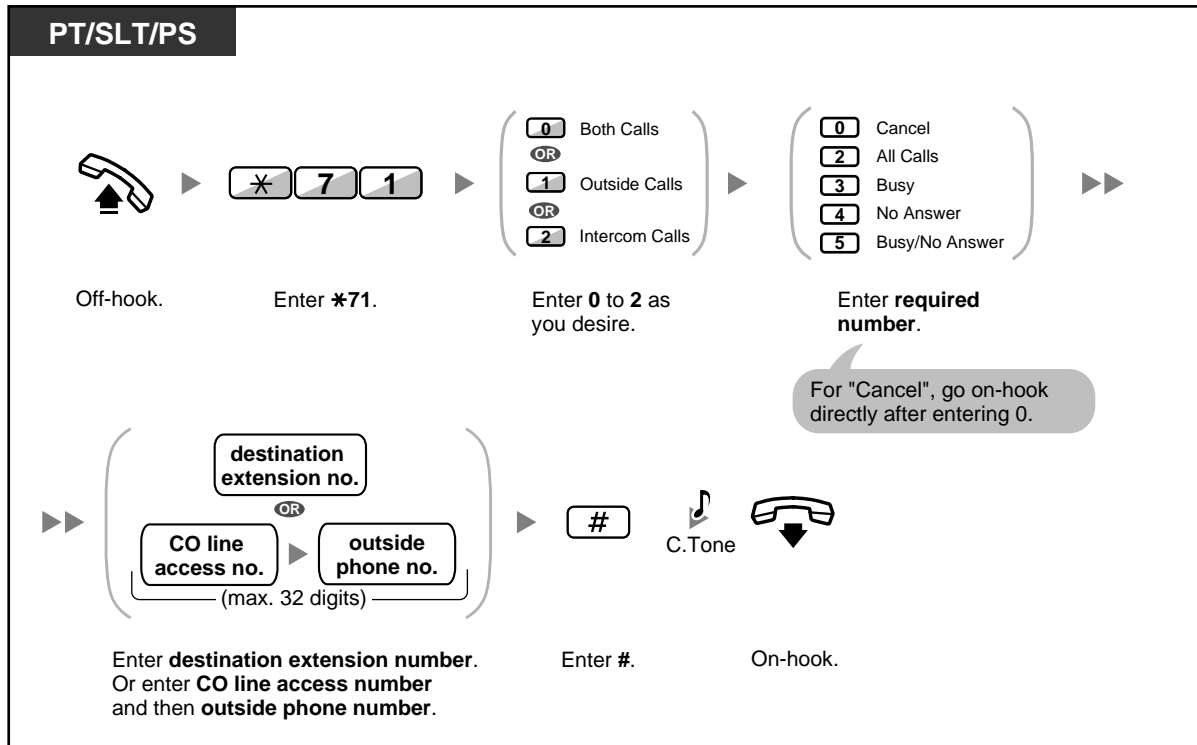 PT/SLT/PS
0 Both Calls
OR
1 Outside Calls
OR
2 Intercom Calls
0 Cancel
2 All Calls
3 Busy
4 No Answer
5 Busy/No Answer
✱ 7 1
Off-hook.
Enter ✱71.
Enter 0 to 2 as
you desire.
Enter required
number.
For "Cancel", go on-hook
directly after entering 0.
destination
extension no.
OR
CO line
access no.
outside
phone no.
(max. 32 digits)
#
C.Tone
Enter destination extension number.
Or enter CO line access number
and then outside phone number.
Enter #.
On-hook.